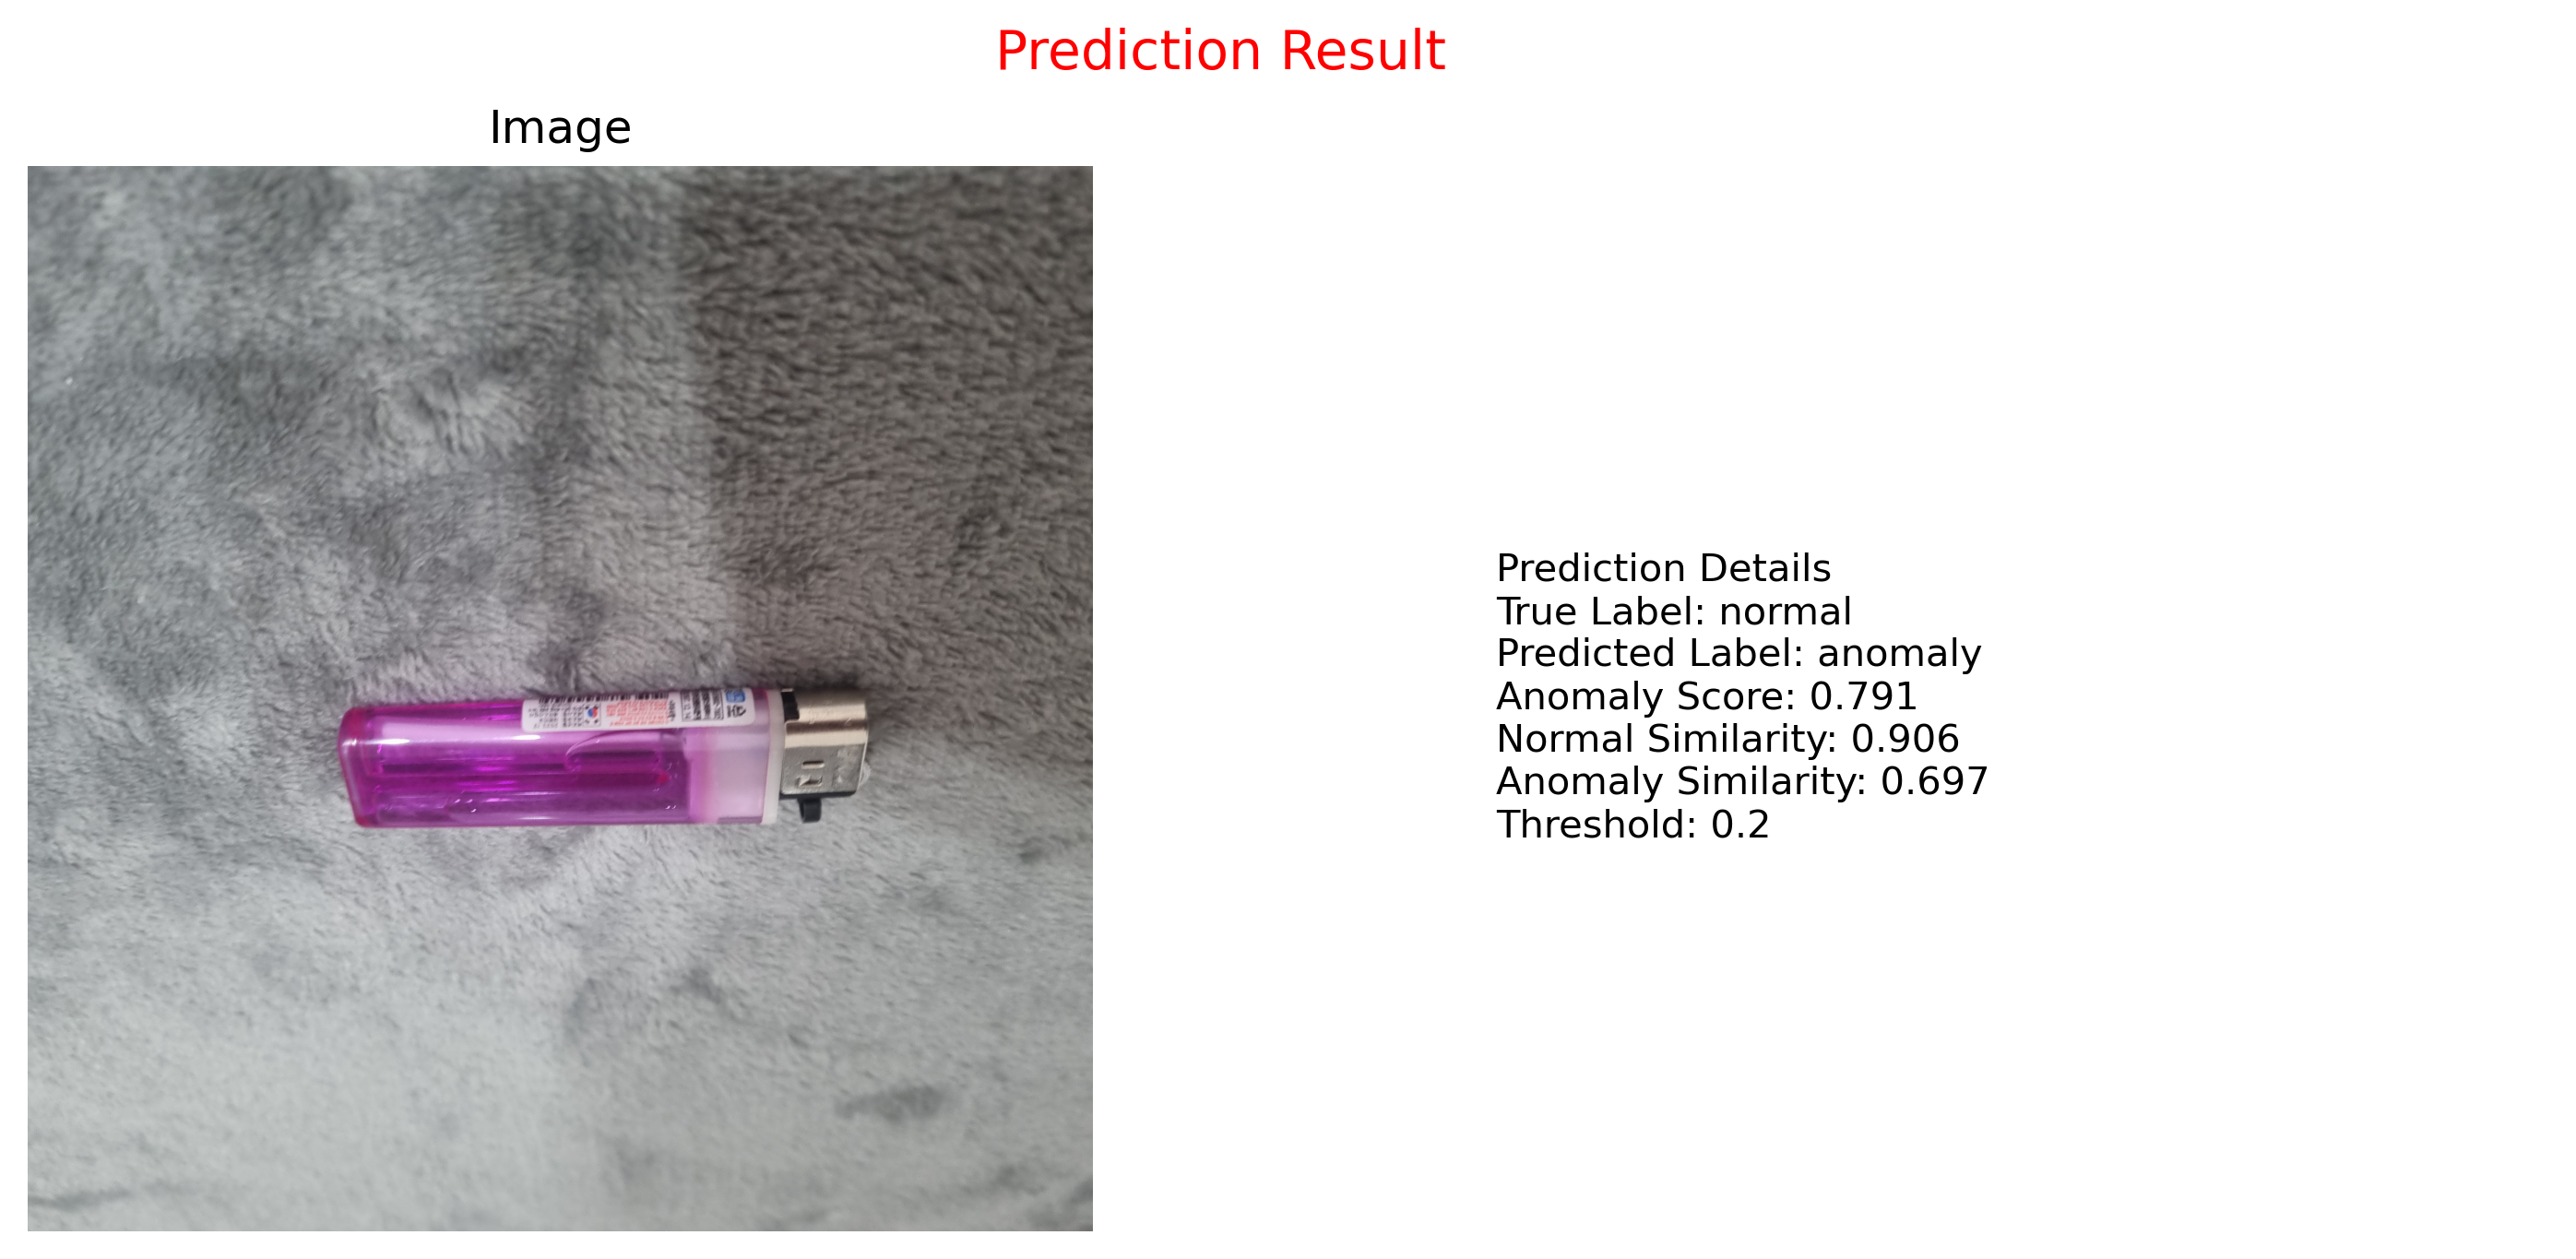 Prediction Result
Image
Prediction Details
True Label: normal
Predicted Label: anomaly
Anomaly Score: 0.791
Normal Similarity: 0.906
Anomaly Similarity: 0.697
Threshold: 0.2